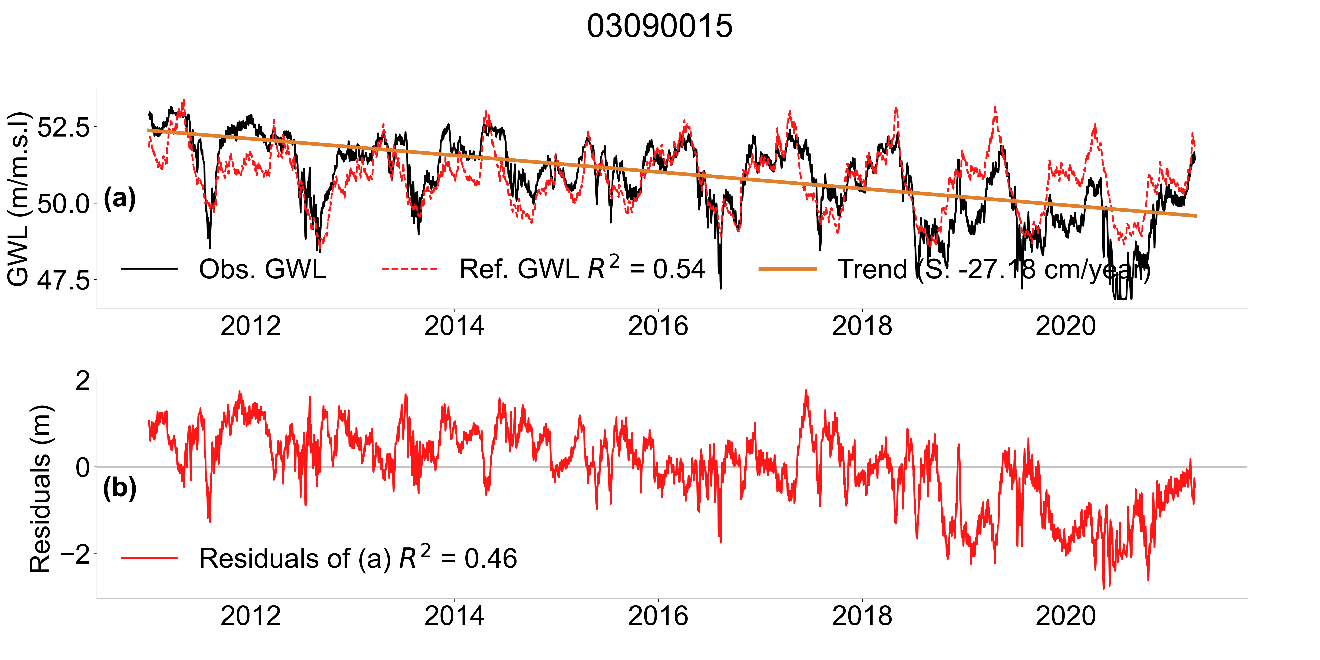 03090015
GWL (m/m.s.l)
52.5
50.0
47.5
(a)
Obs. GWL
Ref. GWL R² = 0.54
Trend (S: -27.18 cm/year)
2012 2014 2016 2018 2020
Residuals (m)
2
0
−2
(b)
Residuals of (a) R² = 0.46
2012 2014 2016 2018 2020